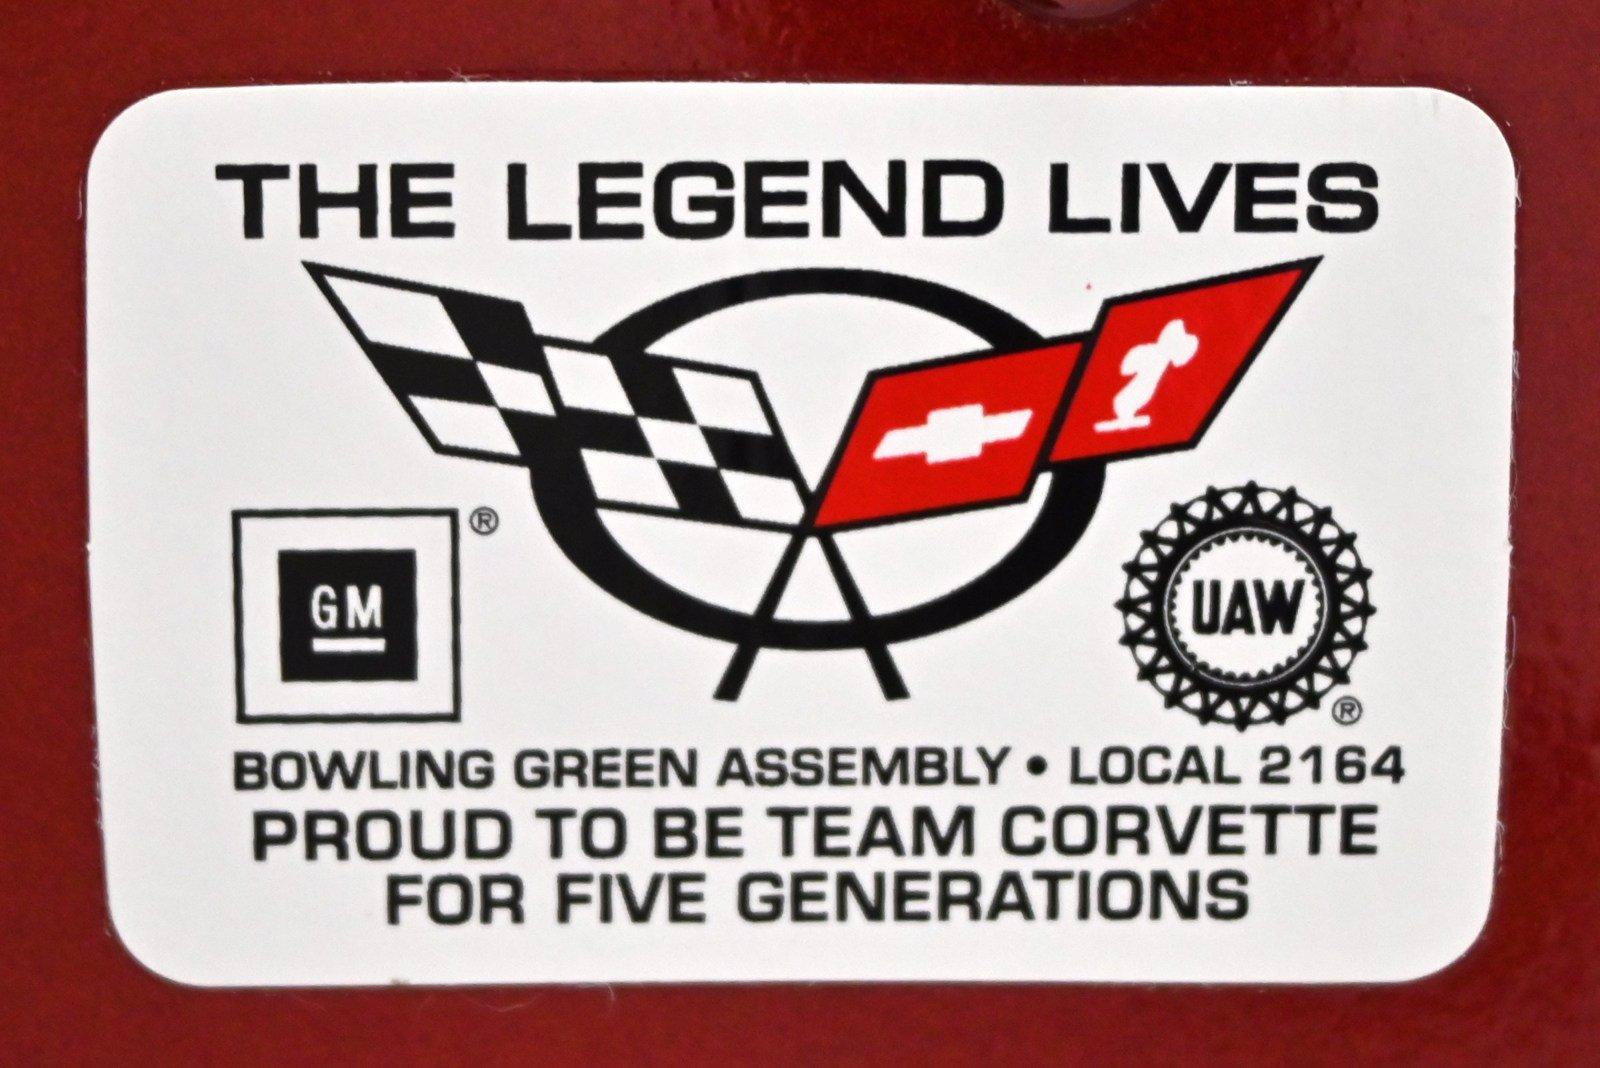 THE LEGEND LIVES
GM ®
UAW ®
BOWLING GREEN ASSEMBLY • LOCAL 2164
PROUD TO BE TEAM CORVETTE
FOR FIVE GENERATIONS